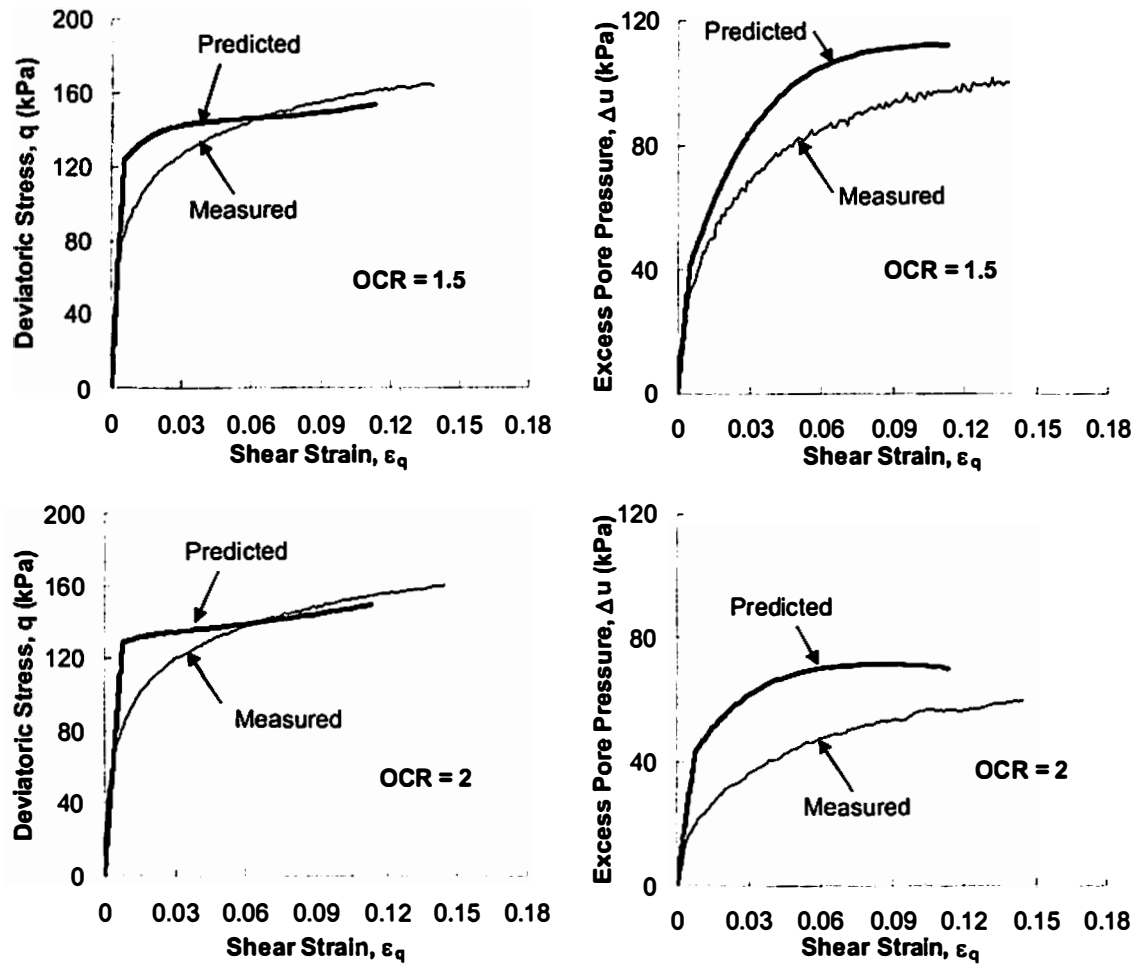 Deviatoric Stress, q (kPa)
200
160
120
80
40
0
Predicted
Measured
OCR = 1.5
0 0.03 0.06 0.09 0.12 0.15 0.18
Shear Strain, εq
Excess Pore Pressure, Δu (kPa)
120
80
40
0
Predicted
Measured
OCR = 1.5
0 0.03 0.06 0.09 0.12 0.15 0.18
Shear Strain, εq
Deviatoric Stress, q (kPa)
200
160
120
80
40
0
Predicted
Measured
OCR = 2
0 0.03 0.06 0.09 0.12 0.15 0.18
Shear Strain, εq
Excess Pore Pressure, Δu (kPa)
120
80
40
0
Predicted
Measured
OCR = 2
0 0.03 0.06 0.09 0.12 0.15 0.18
Shear Strain, εq